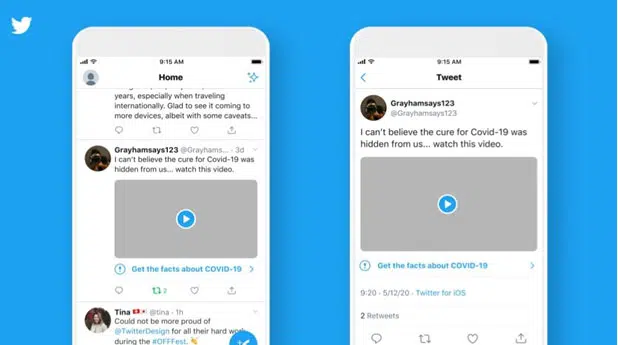 9:15 AM
Home
years, especially when traveling
internationally. Glad to see it coming to
more devices, albeit with some caveats...
Grayhamsays123 @Grayhams... · 3d
I can't believe the cure for Covid-19 was
hidden from us... watch this video.
Get the facts about COVID-19
2
Tina @tina · 1h
Could not be more proud of
@TwitterDesign for all their hard work
during the #OFFFest.
9:15 AM
Tweet
Grayhamsays123
@Grayhamsays123
I can't believe the cure for Covid-19 was
hidden from us... watch this video.
Get the facts about COVID-19
9:20 · 5/12/20 · Twitter for iOS
2 Retweets